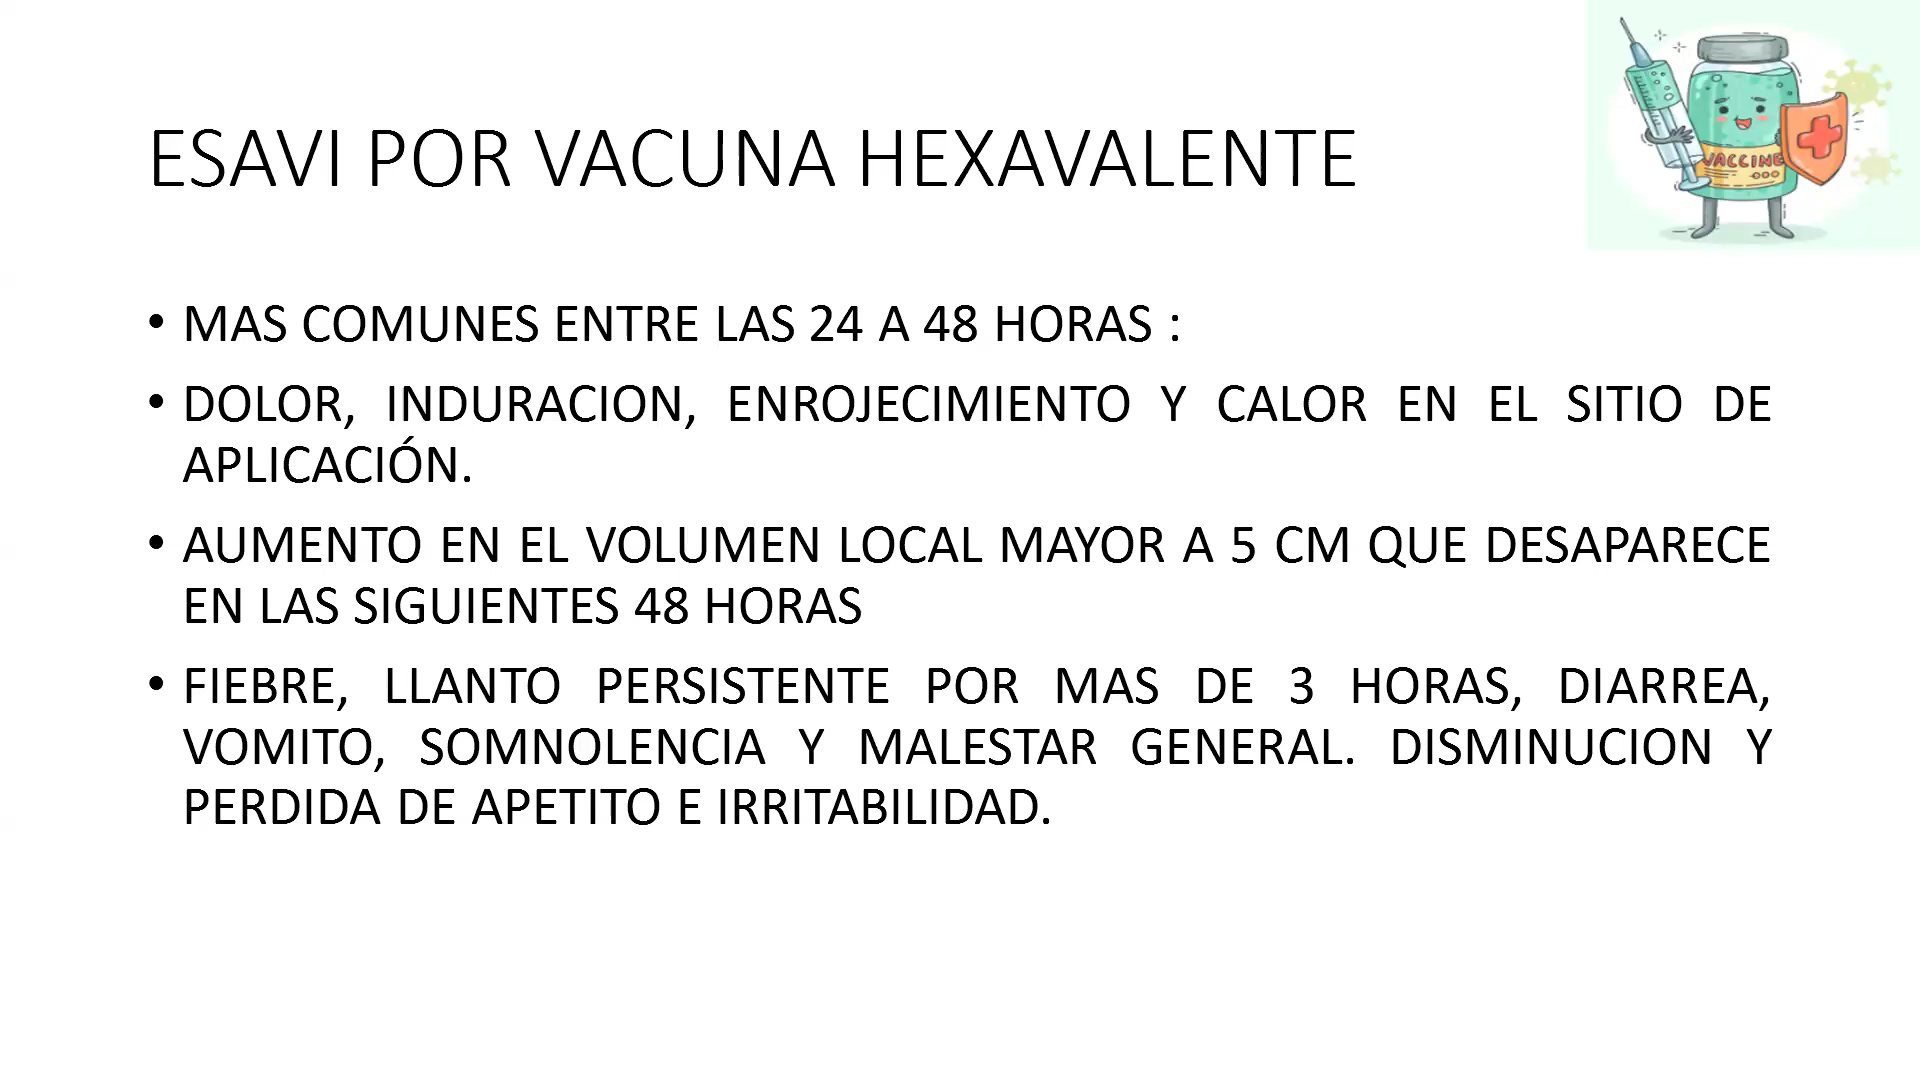 ESAVI POR VACUNA HEXAVALENTE
VACCINE
• MAS COMUNES ENTRE LAS 24 A 48 HORAS :
• DOLOR, INDURACION, ENROJECIMIENTO Y CALOR EN EL SITIO DE
APLICACIÓN.
• AUMENTO EN EL VOLUMEN LOCAL MAYOR A 5 CM QUE DESAPARECE
EN LAS SIGUIENTES 48 HORAS
• FIEBRE, LLANTO PERSISTENTE POR MAS DE 3 HORAS, DIARREA,
VOMITO, SOMNOLENCIA Y MALESTAR GENERAL. DISMINUCION Y
PERDIDA DE APETITO E IRRITABILIDAD.